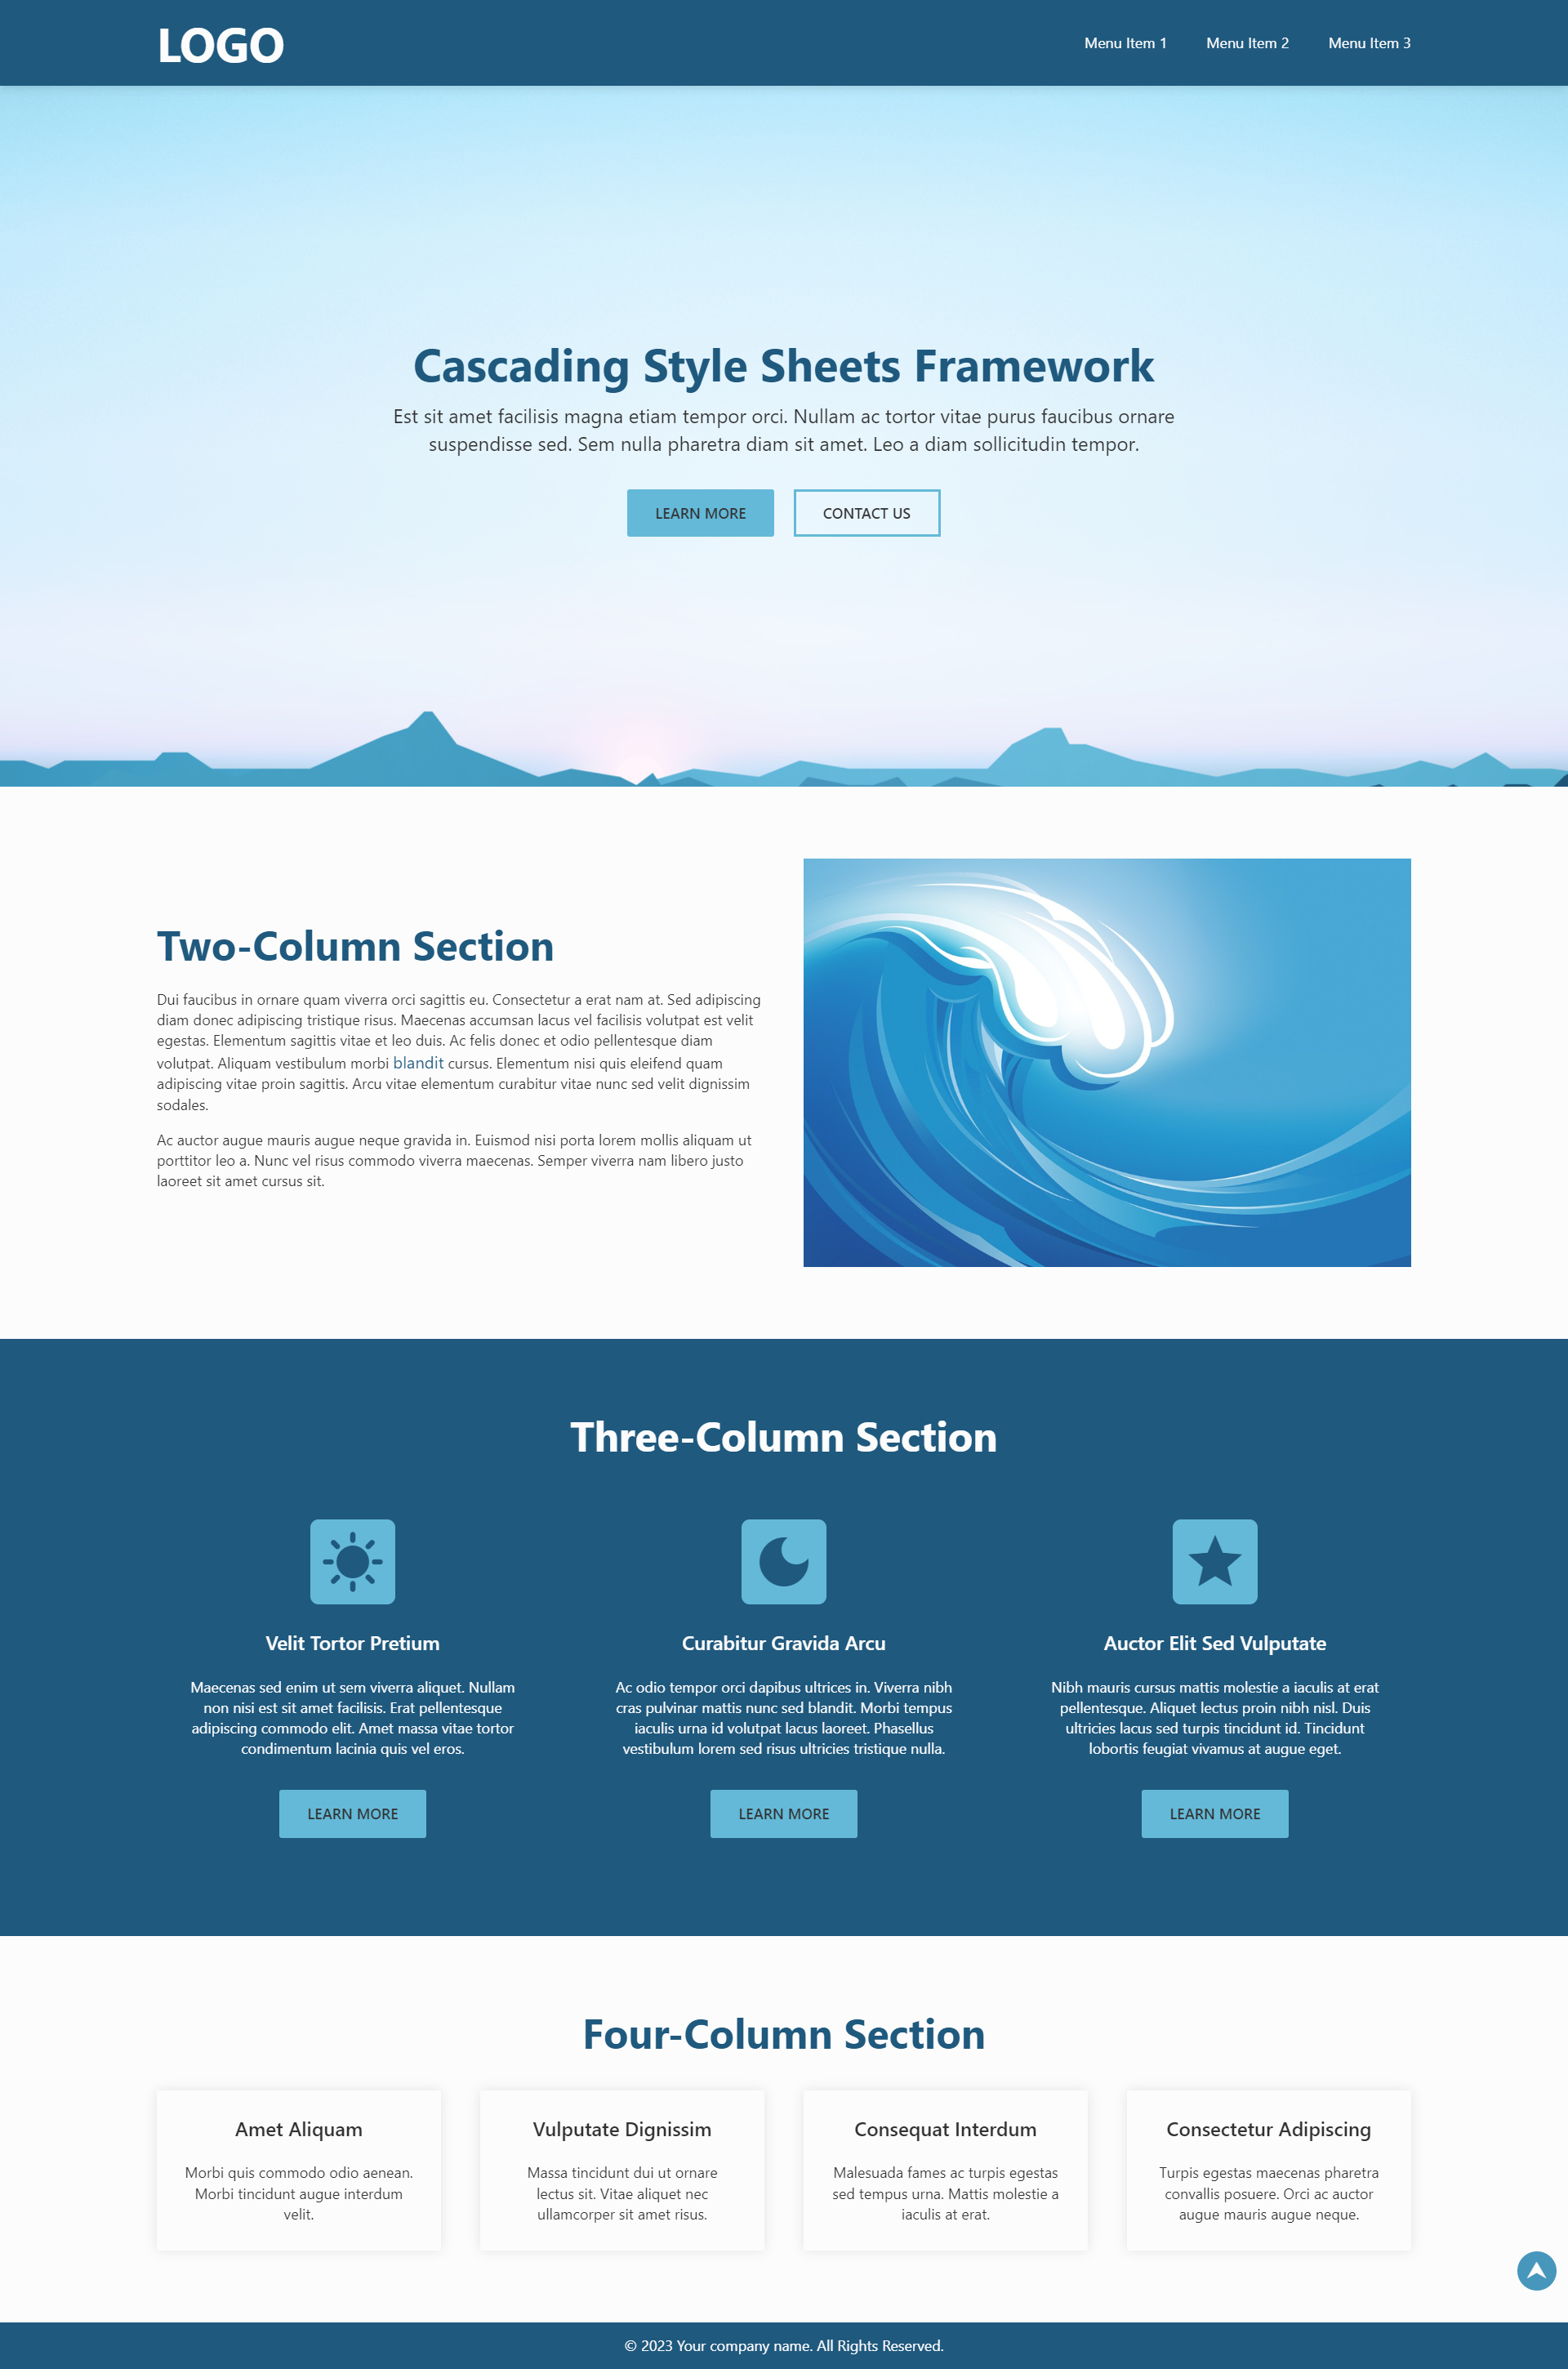 LOGO
Menu Item 1
Menu Item 2
Menu Item 3
Cascading Style Sheets Framework
Est sit amet facilisis magna etiam tempor orci. Nullam ac tortor vitae purus faucibus ornare
suspendisse sed. Sem nulla pharetra diam sit amet. Leo a diam sollicitudin tempor.
LEARN MORE
CONTACT US
Two-Column Section
Dui faucibus in ornare quam viverra orci sagittis eu. Consectetur a erat nam at. Sed adipiscing
diam donec adipiscing tristique risus. Maecenas accumsan lacus vel facilisis volutpat est velit
egestas. Elementum sagittis vitae et leo duis. Ac felis donec et odio pellentesque diam
volutpat. Aliquam vestibulum morbi blandit cursus. Elementum nisi quis eleifend quam
adipiscing vitae proin sagittis. Arcu vitae elementum curabitur vitae nunc sed velit dignissim
sodales.
Ac auctor augue mauris augue neque gravida in. Euismod nisi porta lorem mollis aliquam ut
porttitor leo a. Nunc vel risus commodo viverra maecenas. Semper viverra nam libero justo
laoreet sit amet cursus sit.
Three-Column Section
Velit Tortor Pretium
Maecenas sed enim ut sem viverra aliquet. Nullam
non nisi est sit amet facilisis. Erat pellentesque
adipiscing commodo elit. Amet massa vitae tortor
condimentum lacinia quis vel eros.
LEARN MORE
Curabitur Gravida Arcu
Ac odio tempor orci dapibus ultrices in. Viverra nibh
cras pulvinar mattis nunc sed blandit. Morbi tempus
iaculis urna id volutpat lacus laoreet. Phasellus
vestibulum lorem sed risus ultricies tristique nulla.
LEARN MORE
Auctor Elit Sed Vulputate
Nibh mauris cursus mattis molestie a iaculis at erat
pellentesque. Aliquet lectus proin nibh nisl. Duis
ultricies lacus sed turpis tincidunt id. Tincidunt
lobortis feugiat vivamus at augue eget.
LEARN MORE
Four-Column Section
Amet Aliquam
Morbi quis commodo odio aenean.
Morbi tincidunt augue interdum
velit.
Vulputate Dignissim
Massa tincidunt dui ut ornare
lectus sit. Vitae aliquet nec
ullamcorper sit amet risus.
Consequat Interdum
Malesuada fames ac turpis egestas
sed tempus urna. Mattis molestie a
iaculis at erat.
Consectetur Adipiscing
Turpis egestas maecenas pharetra
convallis posuere. Orci ac auctor
augue mauris augue neque.
© 2023 Your company name. All Rights Reserved.